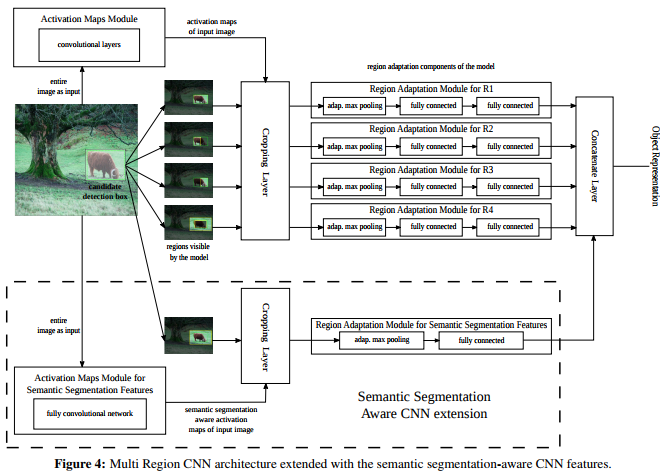 Activation Maps Module
convolutional layers
activation maps
of input image
region adaptation components of the model
entire
image as input
candidate
detection box
regions visible
by the model
Cropping Layer
Region Adaptation Module for R1
adap. max pooling
fully connected
fully connected
Region Adaptation Module for R2
adap. max pooling
fully connected
fully connected
Region Adaptation Module for R3
adap. max pooling
fully connected
fully connected
Region Adaptation Module for R4
adap. max pooling
fully connected
fully connected
Concatenate Layer
Object Representation
entire
image as input
Activation Maps Module for
Semantic Segmentation Features
fully convolutional network
semantic segmentation
aware activation
maps of input image
Cropping Layer
Region Adaptation Module for Semantic Segmentation Features
adap. max pooling
fully connected
Semantic Segmentation
Aware CNN extension
Figure 4: Multi Region CNN architecture extended with the semantic segmentation-aware CNN features.